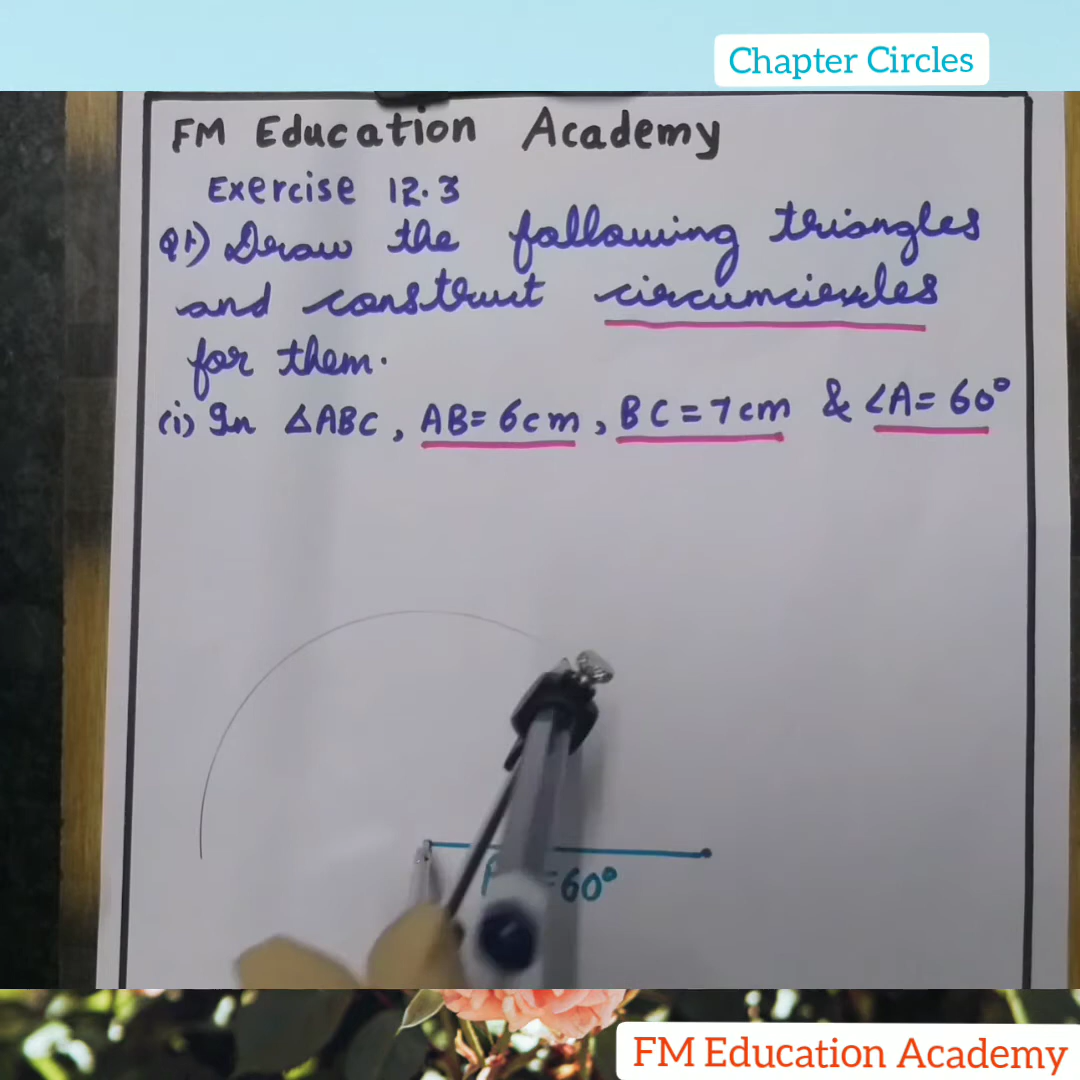 Chapter Circles
FM Education Academy
Exercise 12.3
Q1) Draw the following triangles
and construct circumcircles
for them.
(i) In ΔABC, AB= 6cm, BC = 7cm & ∠A= 60°
=60°
FM Education Academy